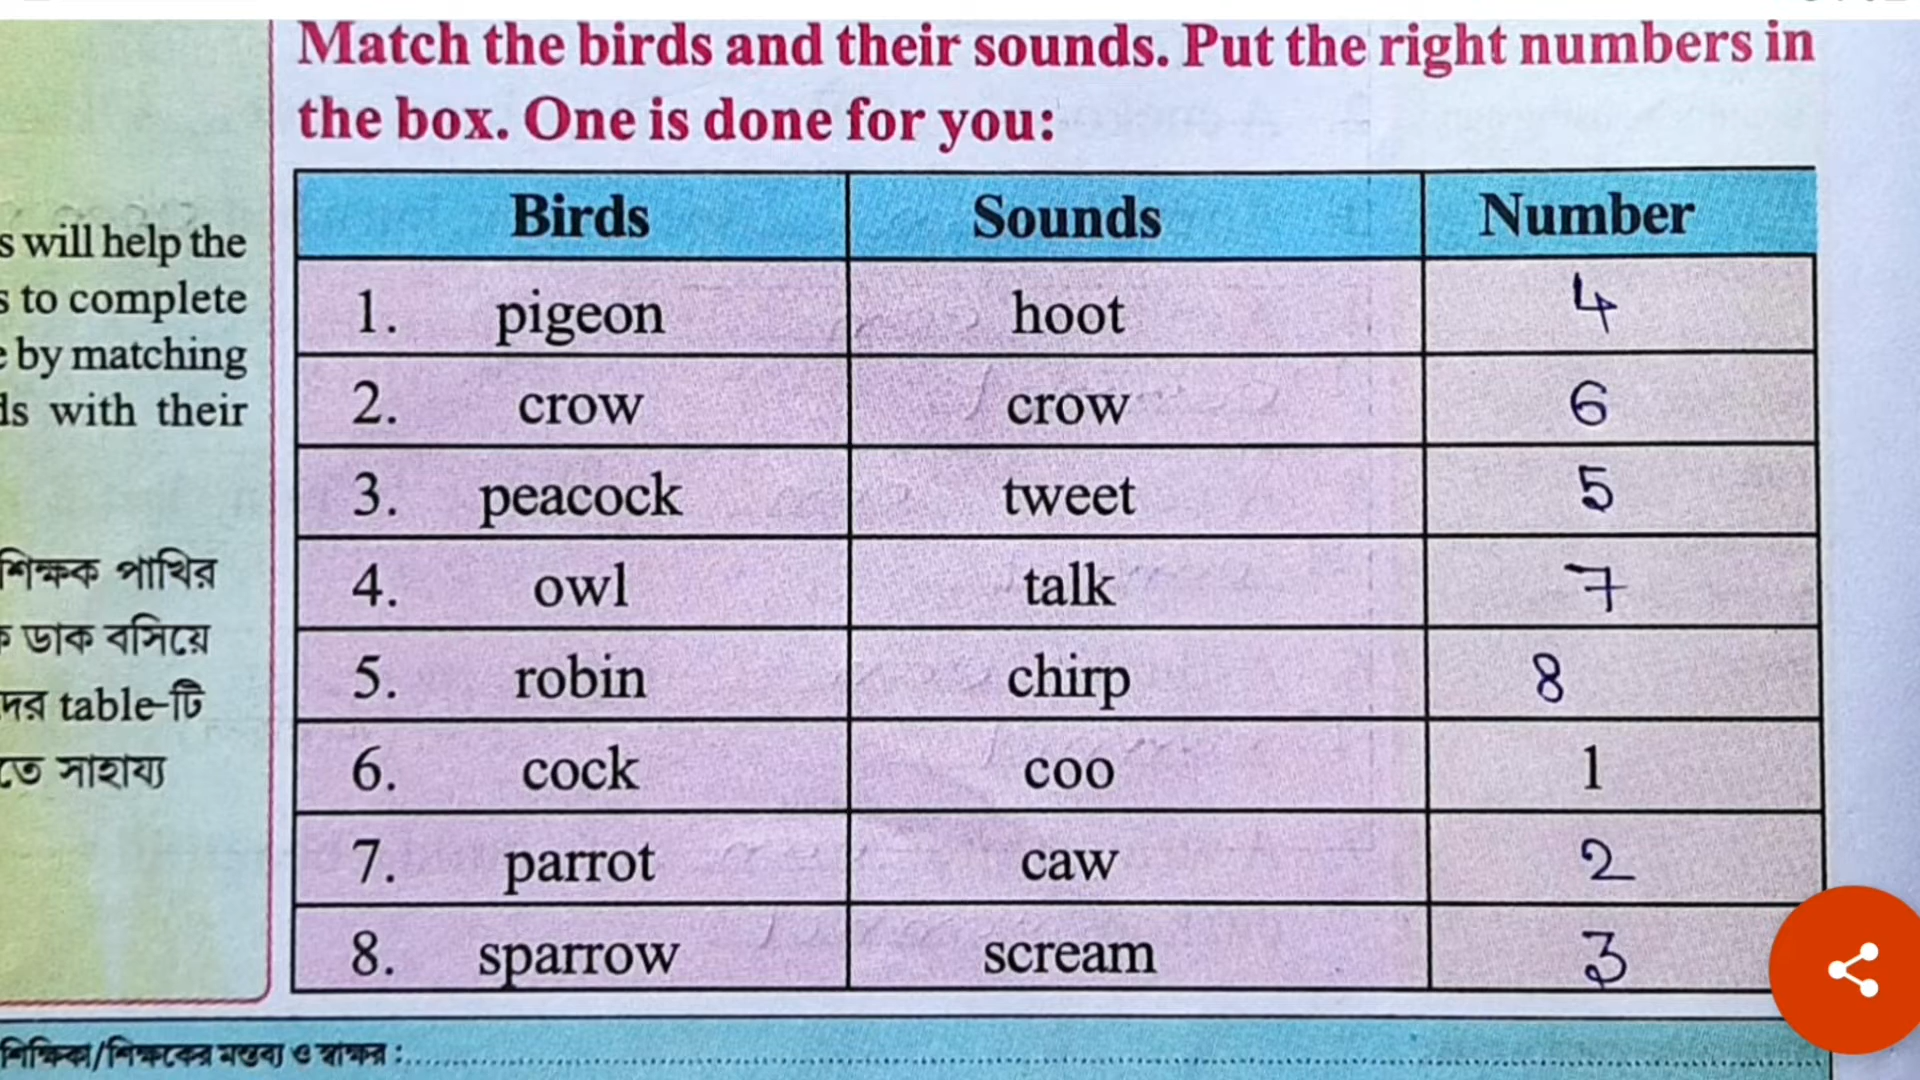 Match the birds and their sounds. Put the right numbers in
the box. One is done for you:
Birds Sounds Number
1. pigeon hoot 4
2. crow crow 6
3. peacock tweet 5
4. owl talk 7
5. robin chirp 8
6. cock coo 1
7. parrot caw 2
8. sparrow scream 3
s will help the
s to complete
e by matching
ds with their
শিক্ষক পাখির
ক ডাক বসিয়ে
দের table-টি
তে সাহায্য
শিক্ষিকা/শিক্ষকের মন্তব্য ও স্বাক্ষর :